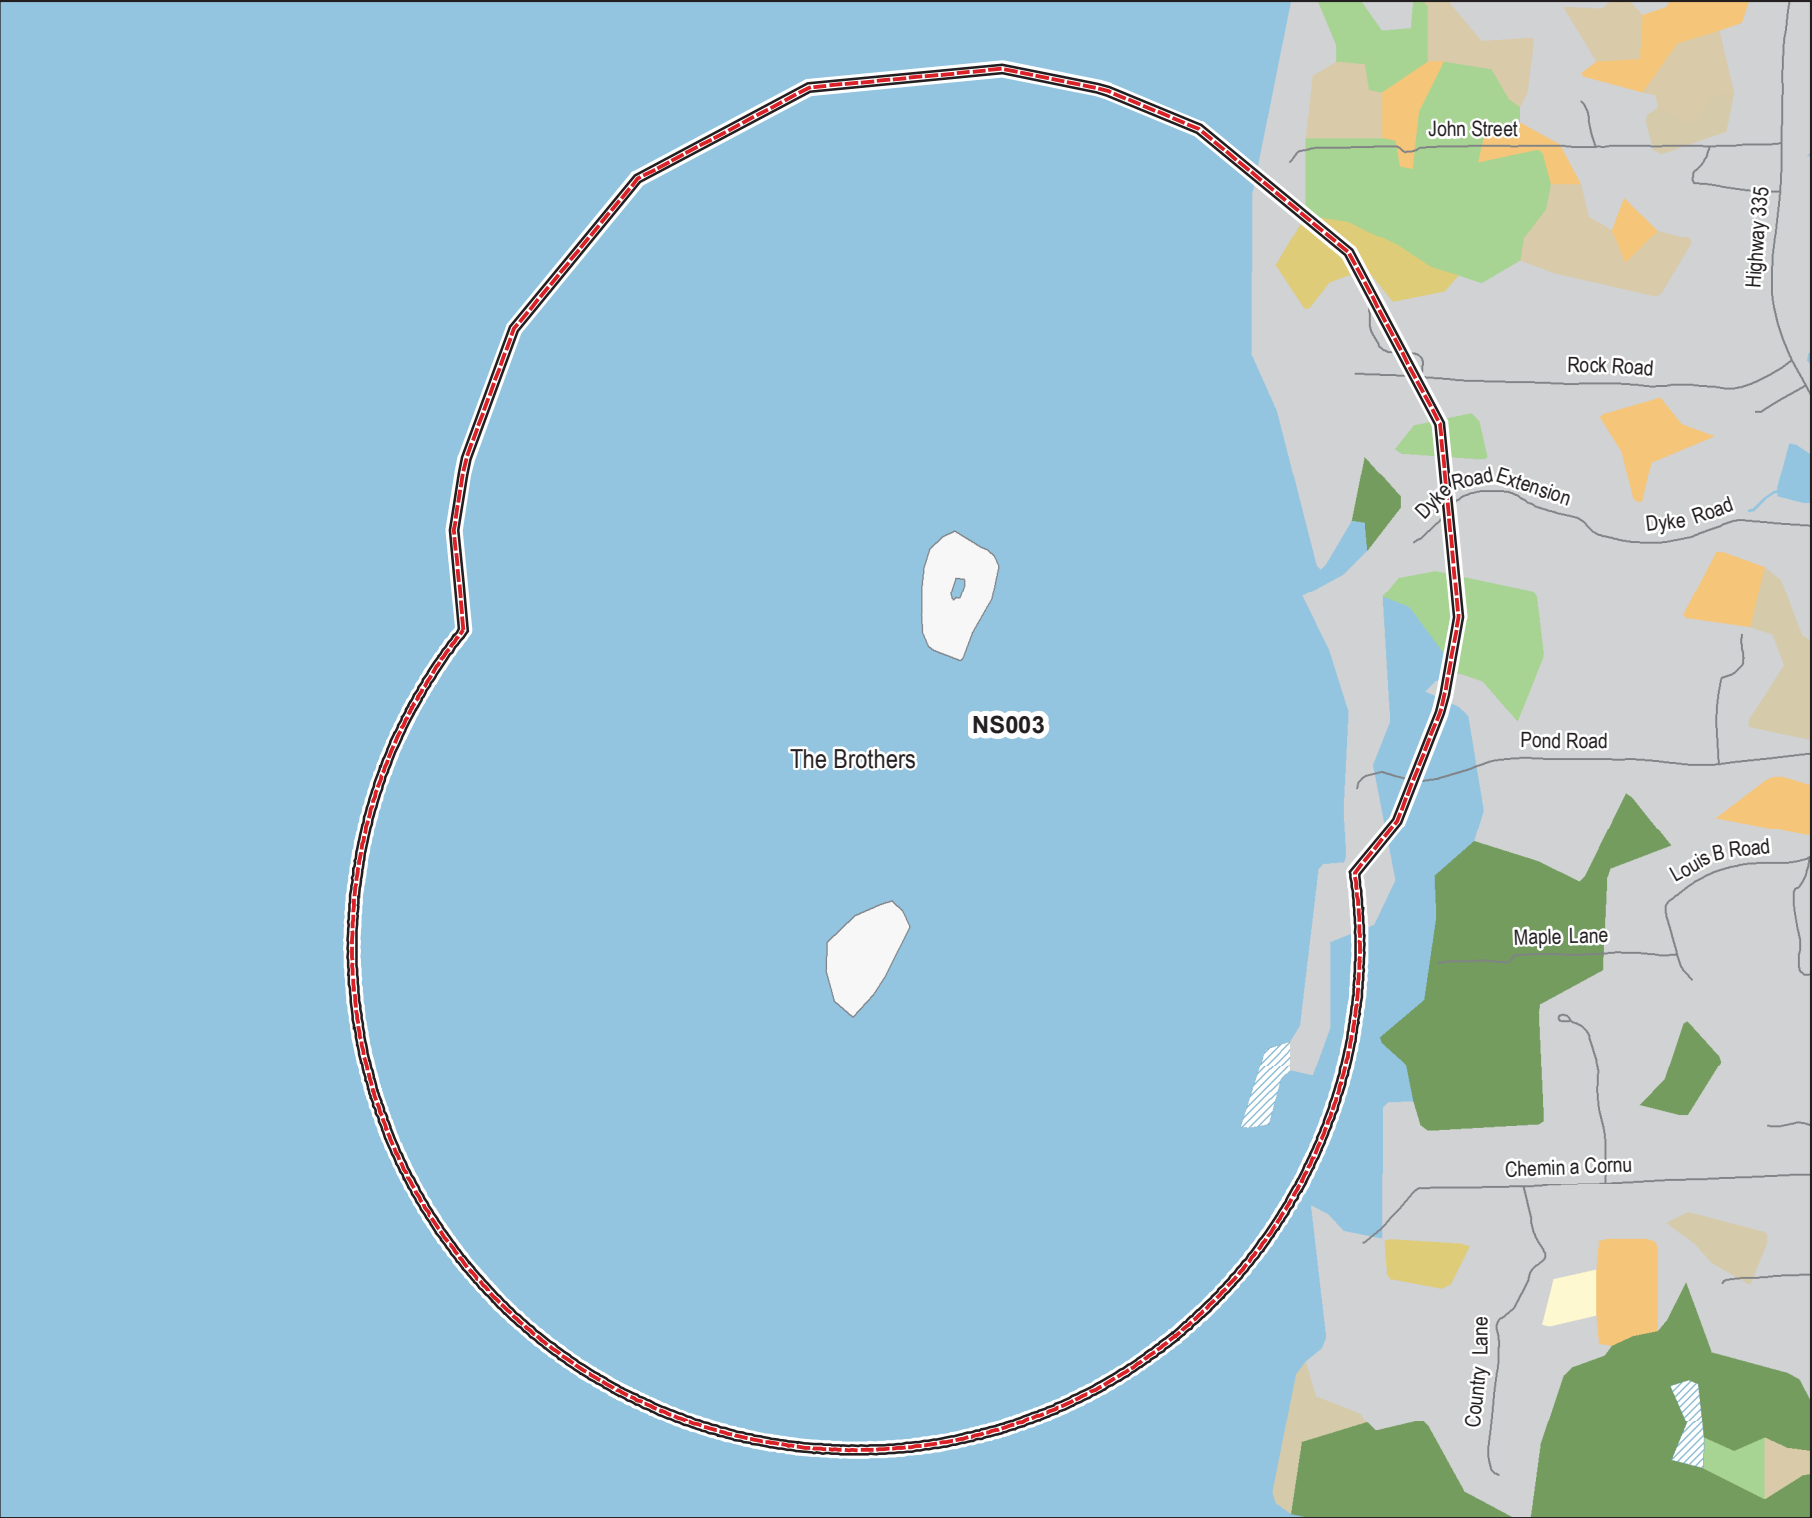 John Street
Highway 335
Rock Road
Dyke Road Extension
Dyke Road
NS003
The Brothers
Pond Road
Louis B Road
Maple Lane
Chemin a Cornu
Country Lane